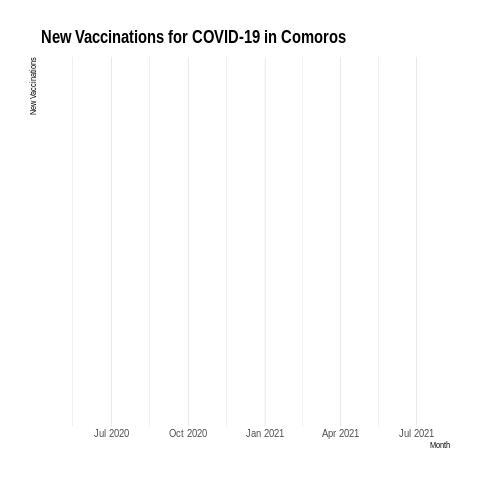 New Vaccinations for COVID-19 in Comoros
New Vaccinations
Jul 2020 Oct 2020 Jan 2021 Apr 2021 Jul 2021
Month